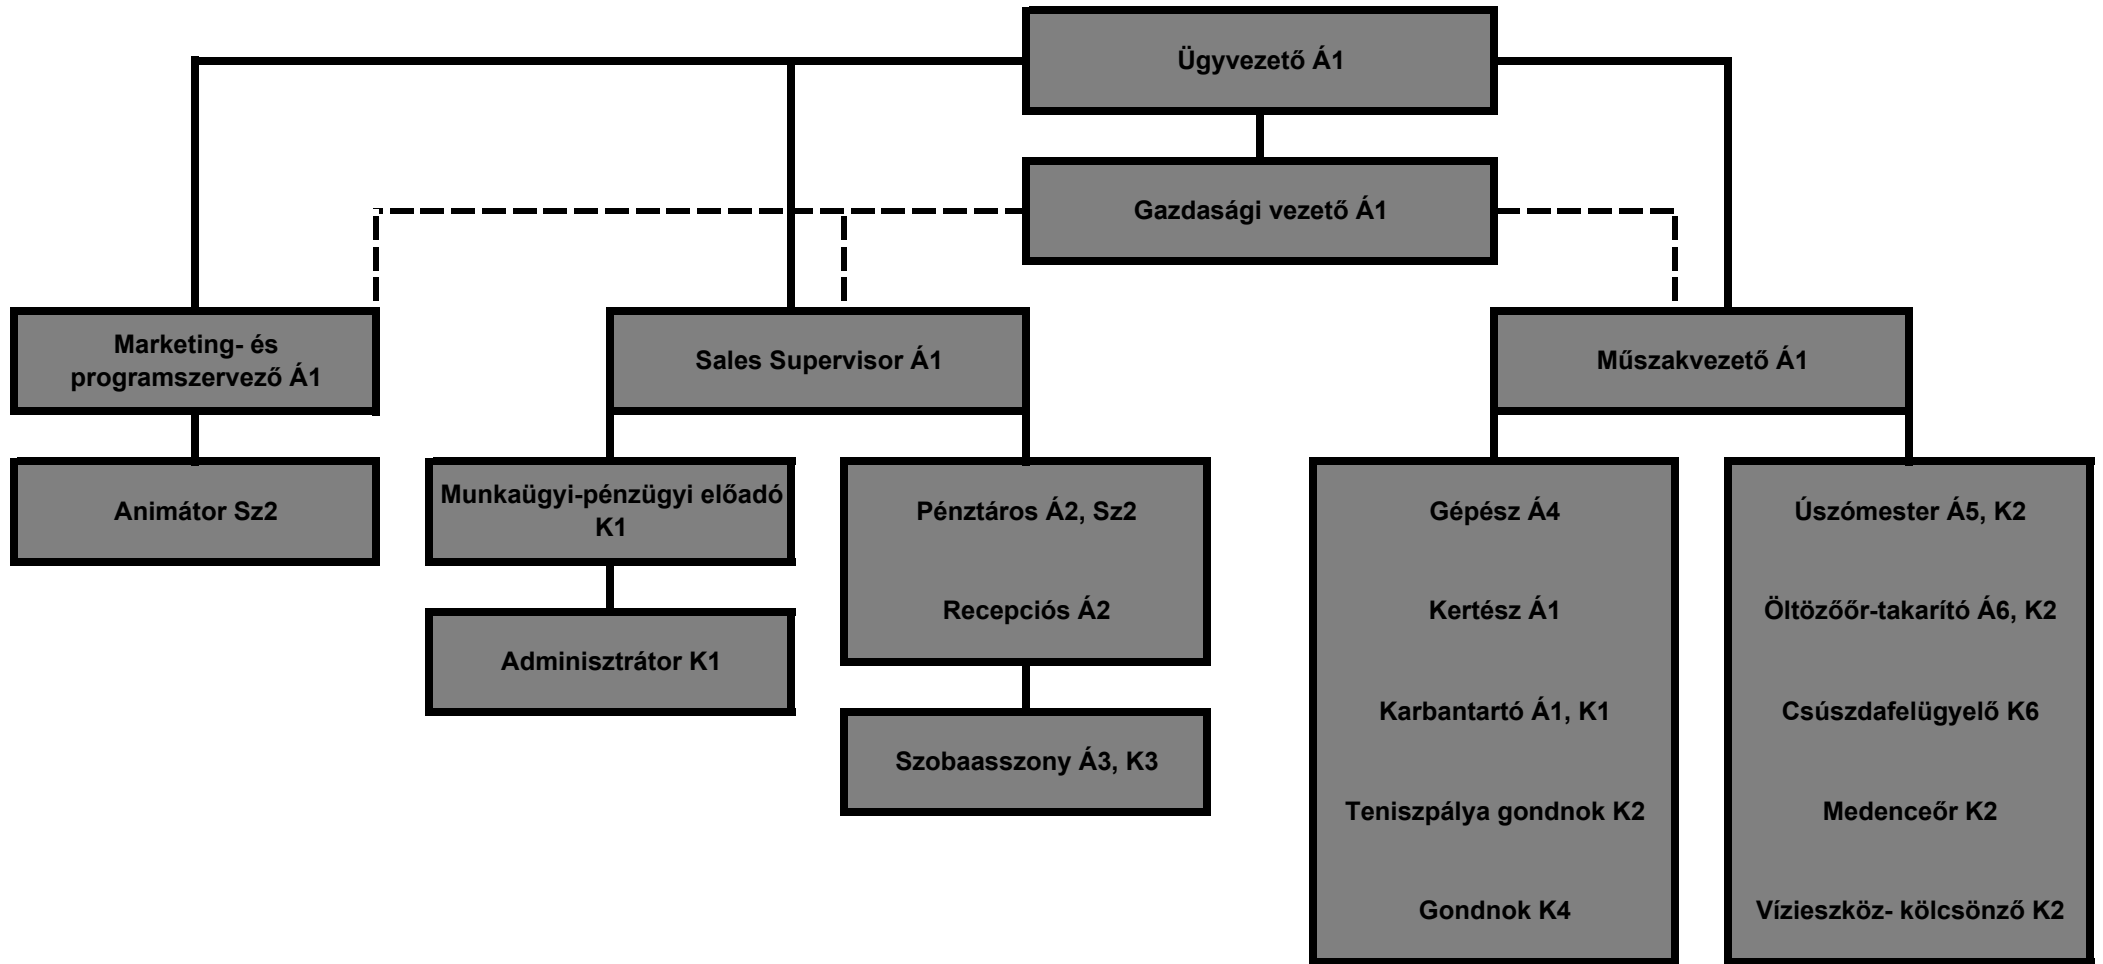 Ügyvezető Á1
Gazdasági vezető Á1
Marketing- és
programszervező Á1
Sales Supervisor Á1
Műszakvezető Á1
Animátor Sz2
Munkaügyi-pénzügyi előadó
K1
Adminisztrátor K1
Pénztáros Á2, Sz2
Recepciós Á2
Szobaasszony Á3, K3
Gépész Á4
Kertész Á1
Karbantartó Á1, K1
Teniszpálya gondnok K2
Gondnok K4
Úszómester Á5, K2
Öltözőőr-takarító Á6, K2
Csúszdafelügyelő K6
Medenceőr K2
Vízieszköz- kölcsönző K2